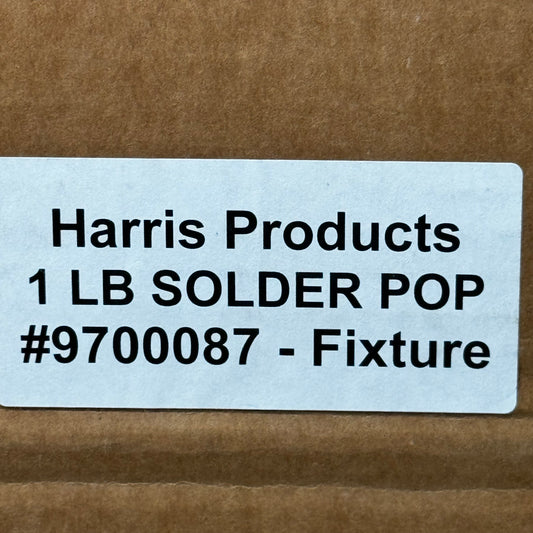 Harris Products
1 LB SOLDER POP
#9700087 - Fixture